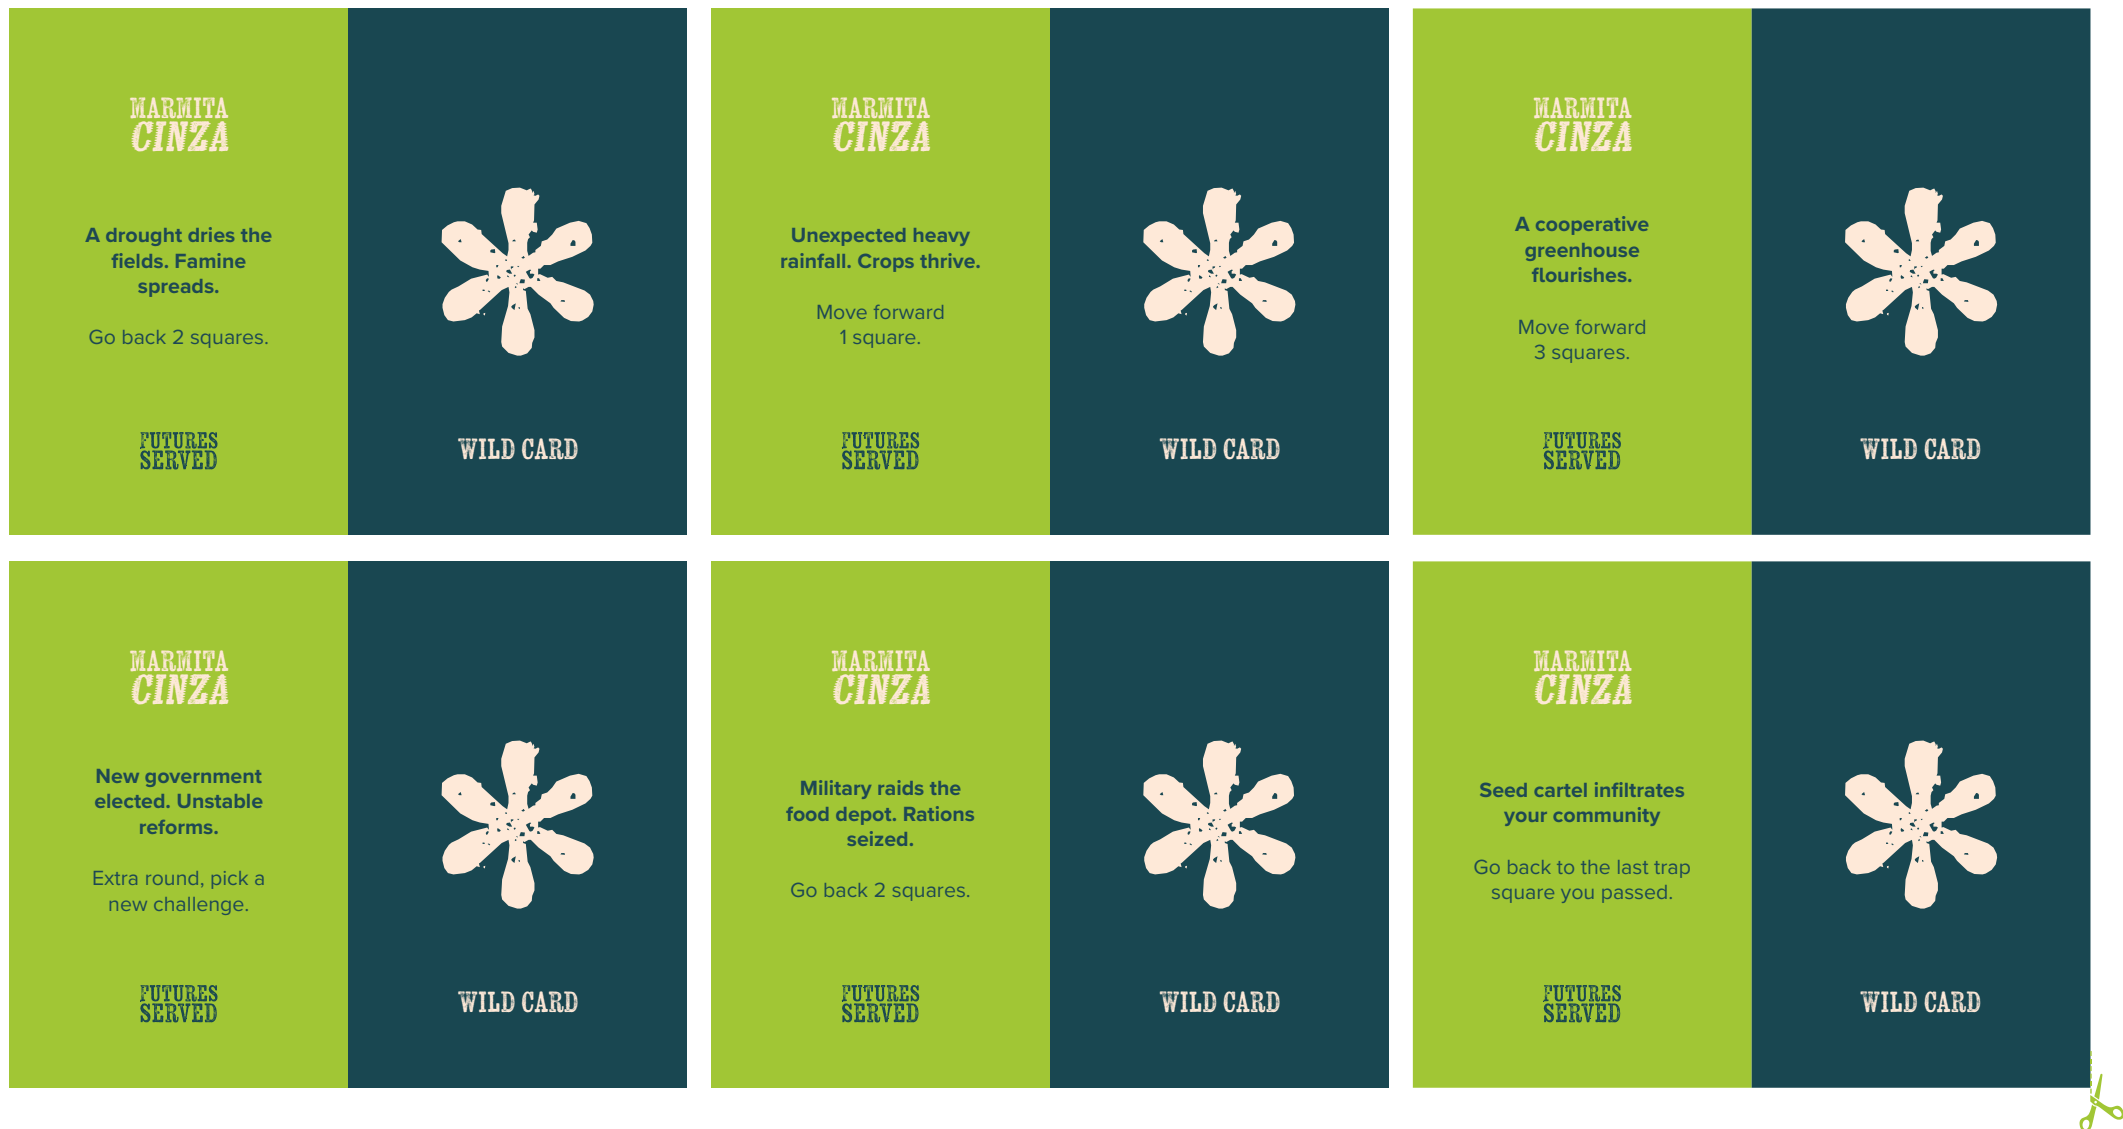 MARMITA
CINZA
A drought dries the
fields. Famine
spreads.
Go back 2 squares.
FUTURES
SERVED
WILD CARD
MARMITA
CINZA
Unexpected heavy
rainfall. Crops thrive.
Move forward
1 square.
FUTURES
SERVED
WILD CARD
MARMITA
CINZA
A cooperative
greenhouse
flourishes.
Move forward
3 squares.
FUTURES
SERVED
WILD CARD
MARMITA
CINZA
New government
elected. Unstable
reforms.
Extra round, pick a
new challenge.
FUTURES
SERVED
WILD CARD
MARMITA
CINZA
Military raids the
food depot. Rations
seized.
Go back 2 squares.
FUTURES
SERVED
WILD CARD
MARMITA
CINZA
Seed cartel infiltrates
your community
Go back to the last trap
square you passed.
FUTURES
SERVED
WILD CARD